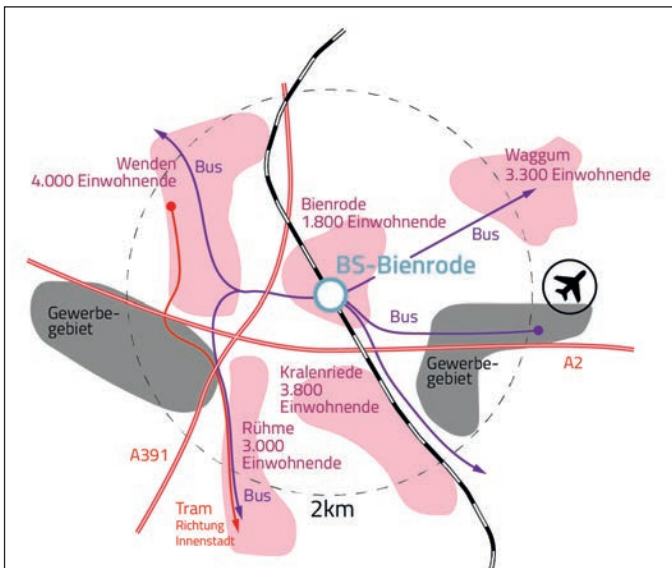 Wenden
4.000 Einwohnende
Bus
Waggum
3.300 Einwohnende
Bus
Bienrode
1.800 Einwohnende
BS-Bienrode
Bus
Gewerbe-
gebiet
Gewerbe-
gebiet
A2
Kralenriede
3.800
Einwohnende
Rühme
3.000
Einwohnende
A391
Bus
Tram
Richtung
Innenstadt
2km